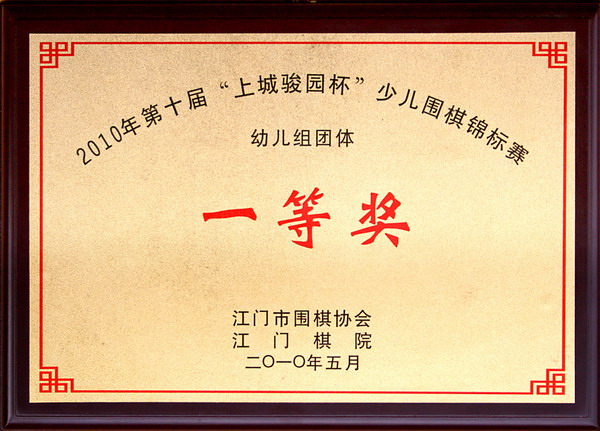 2010年第十届“上城骏园杯”少儿围棋锦标赛
幼儿组团体
一等奖
江门市围棋协会
江门棋院
二〇一〇年五月